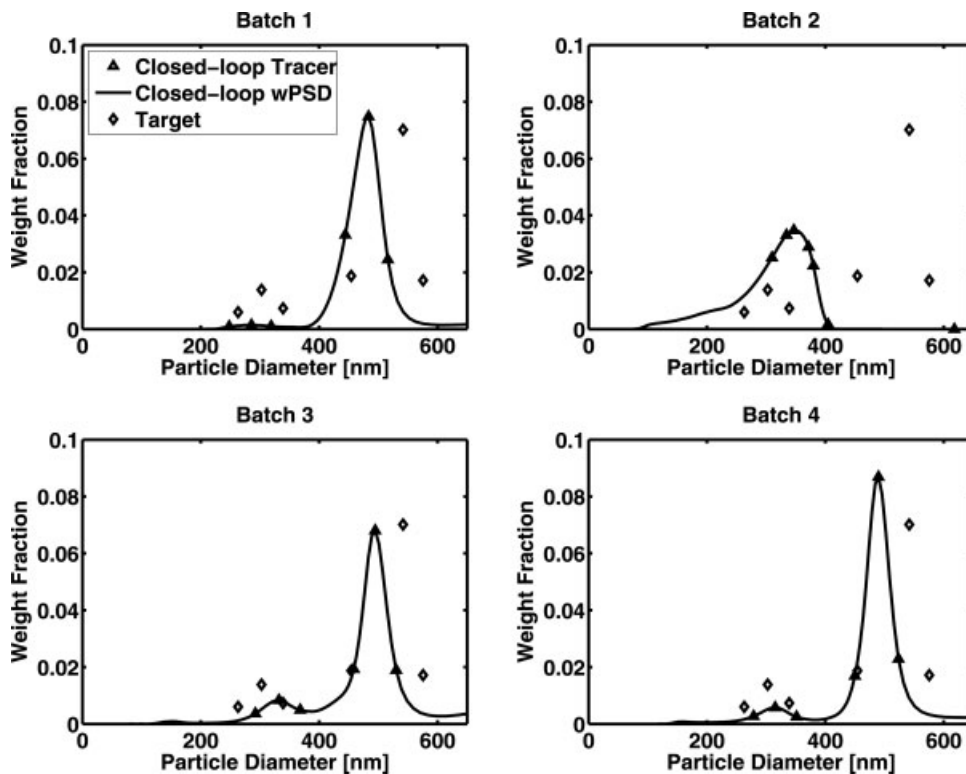 Batch 1
Weight Fraction
0.1
0.08
0.06
0.04
0.02
0
Closed-loop Tracer
Closed-loop wPSD
Target
0 200 400 600
Particle Diameter [nm]
Batch 2
Weight Fraction
0.1
0.08
0.06
0.04
0.02
0
0 200 400 600
Particle Diameter [nm]
Batch 3
Weight Fraction
0.1
0.08
0.06
0.04
0.02
0
0 200 400 600
Particle Diameter [nm]
Batch 4
Weight Fraction
0.1
0.08
0.06
0.04
0.02
0
0 200 400 600
Particle Diameter [nm]